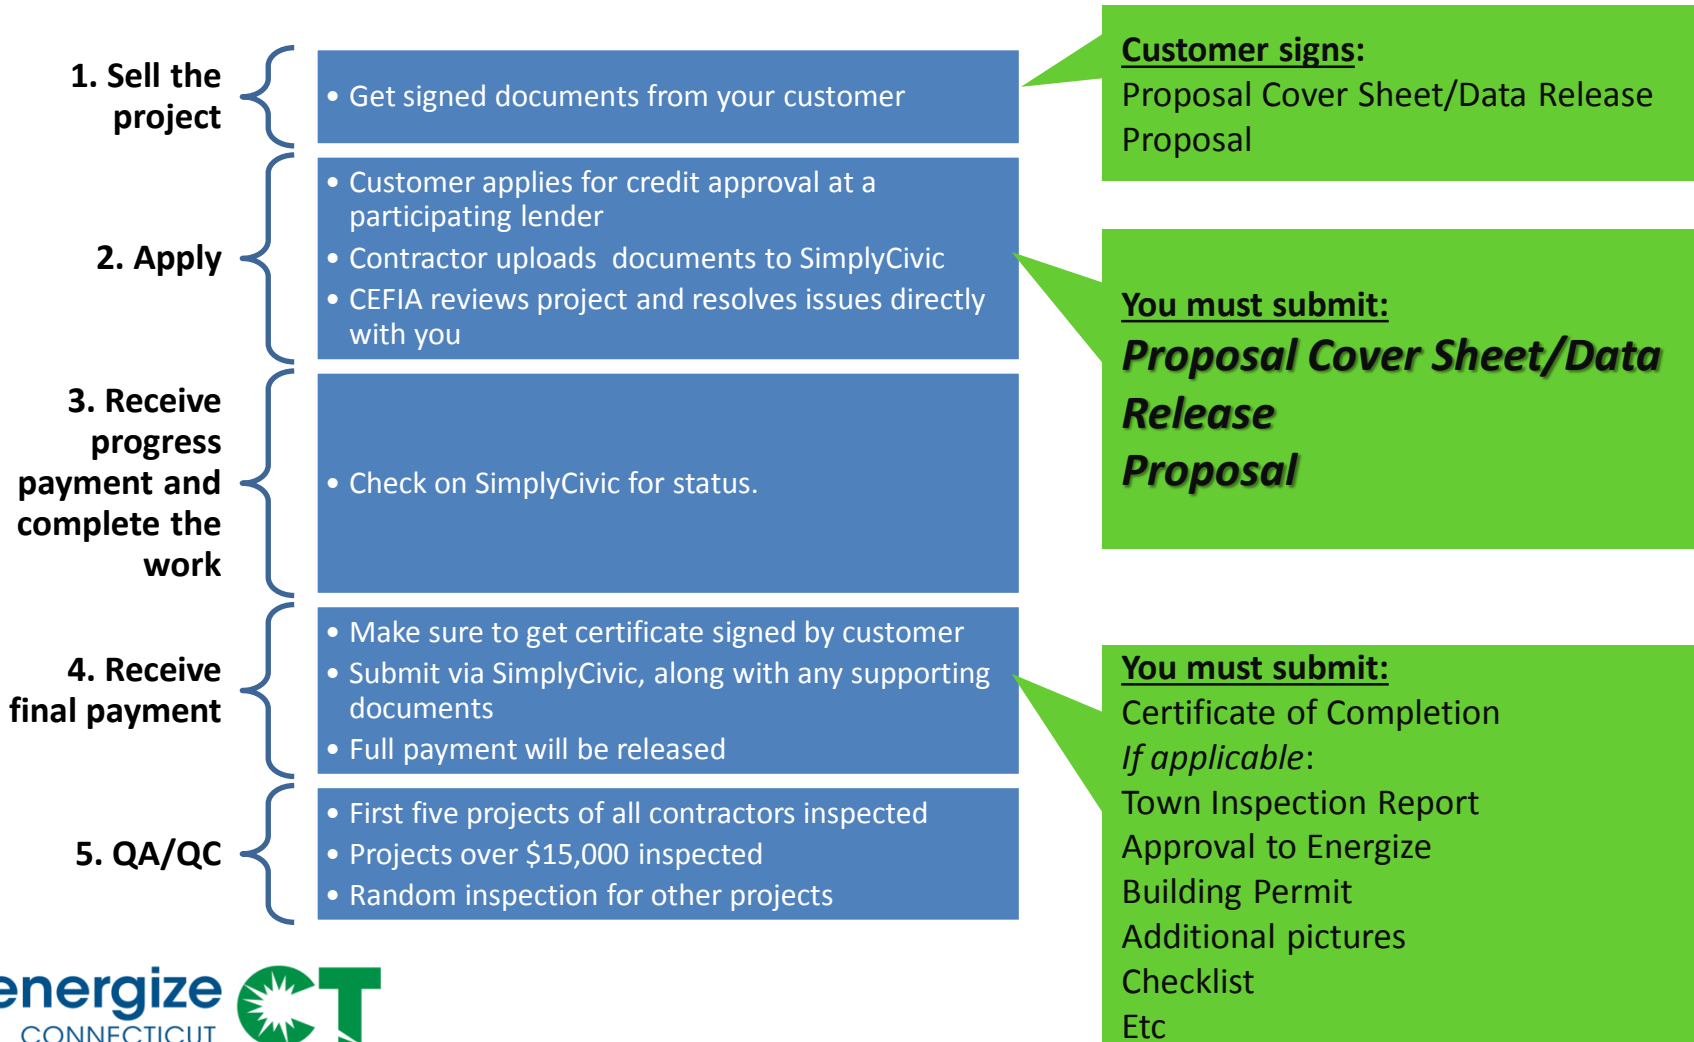 1. Sell the
project
• Get signed documents from your customer
Customer signs:
Proposal Cover Sheet/Data Release
Proposal
2. Apply
• Customer applies for credit approval at a
participating lender
• Contractor uploads documents to SimplyCivic
• CEFIA reviews project and resolves issues directly
with you
You must submit:
Proposal Cover Sheet/Data
Release
Proposal
3. Receive
progress
payment and
complete the
work
• Check on SimplyCivic for status.
4. Receive
final payment
• Make sure to get certificate signed by customer
• Submit via SimplyCivic, along with any supporting
documents
• Full payment will be released
You must submit:
Certificate of Completion
If applicable:
Town Inspection Report
Approval to Energize
Building Permit
Additional pictures
Checklist
Etc
5. QA/QC
• First five projects of all contractors inspected
• Projects over $15,000 inspected
• Random inspection for other projects
energize
CONNECTICUT
CT